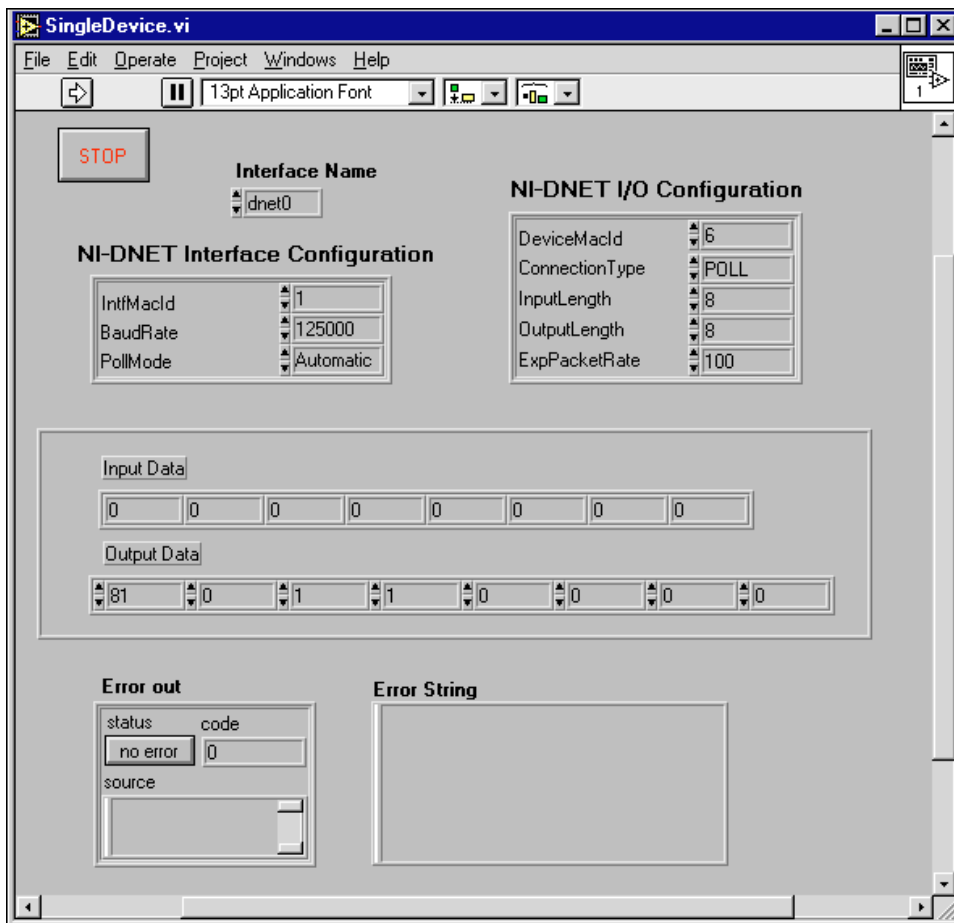 SingleDevice.vi
File Edit Operate Project Windows Help
13pt Application Font
1
STOP
Interface Name
dnet0
NI-DNET Interface Configuration
IntfMacId 1
BaudRate 125000
PollMode Automatic
NI-DNET I/O Configuration
DeviceMacId 6
ConnectionType POLL
InputLength 8
OutputLength 8
ExpPacketRate 100
Input Data
0 0 0 0 0 0 0 0
Output Data
81 0 1 1 0 0 0 0
Error out
status code
no error 0
source
Error String